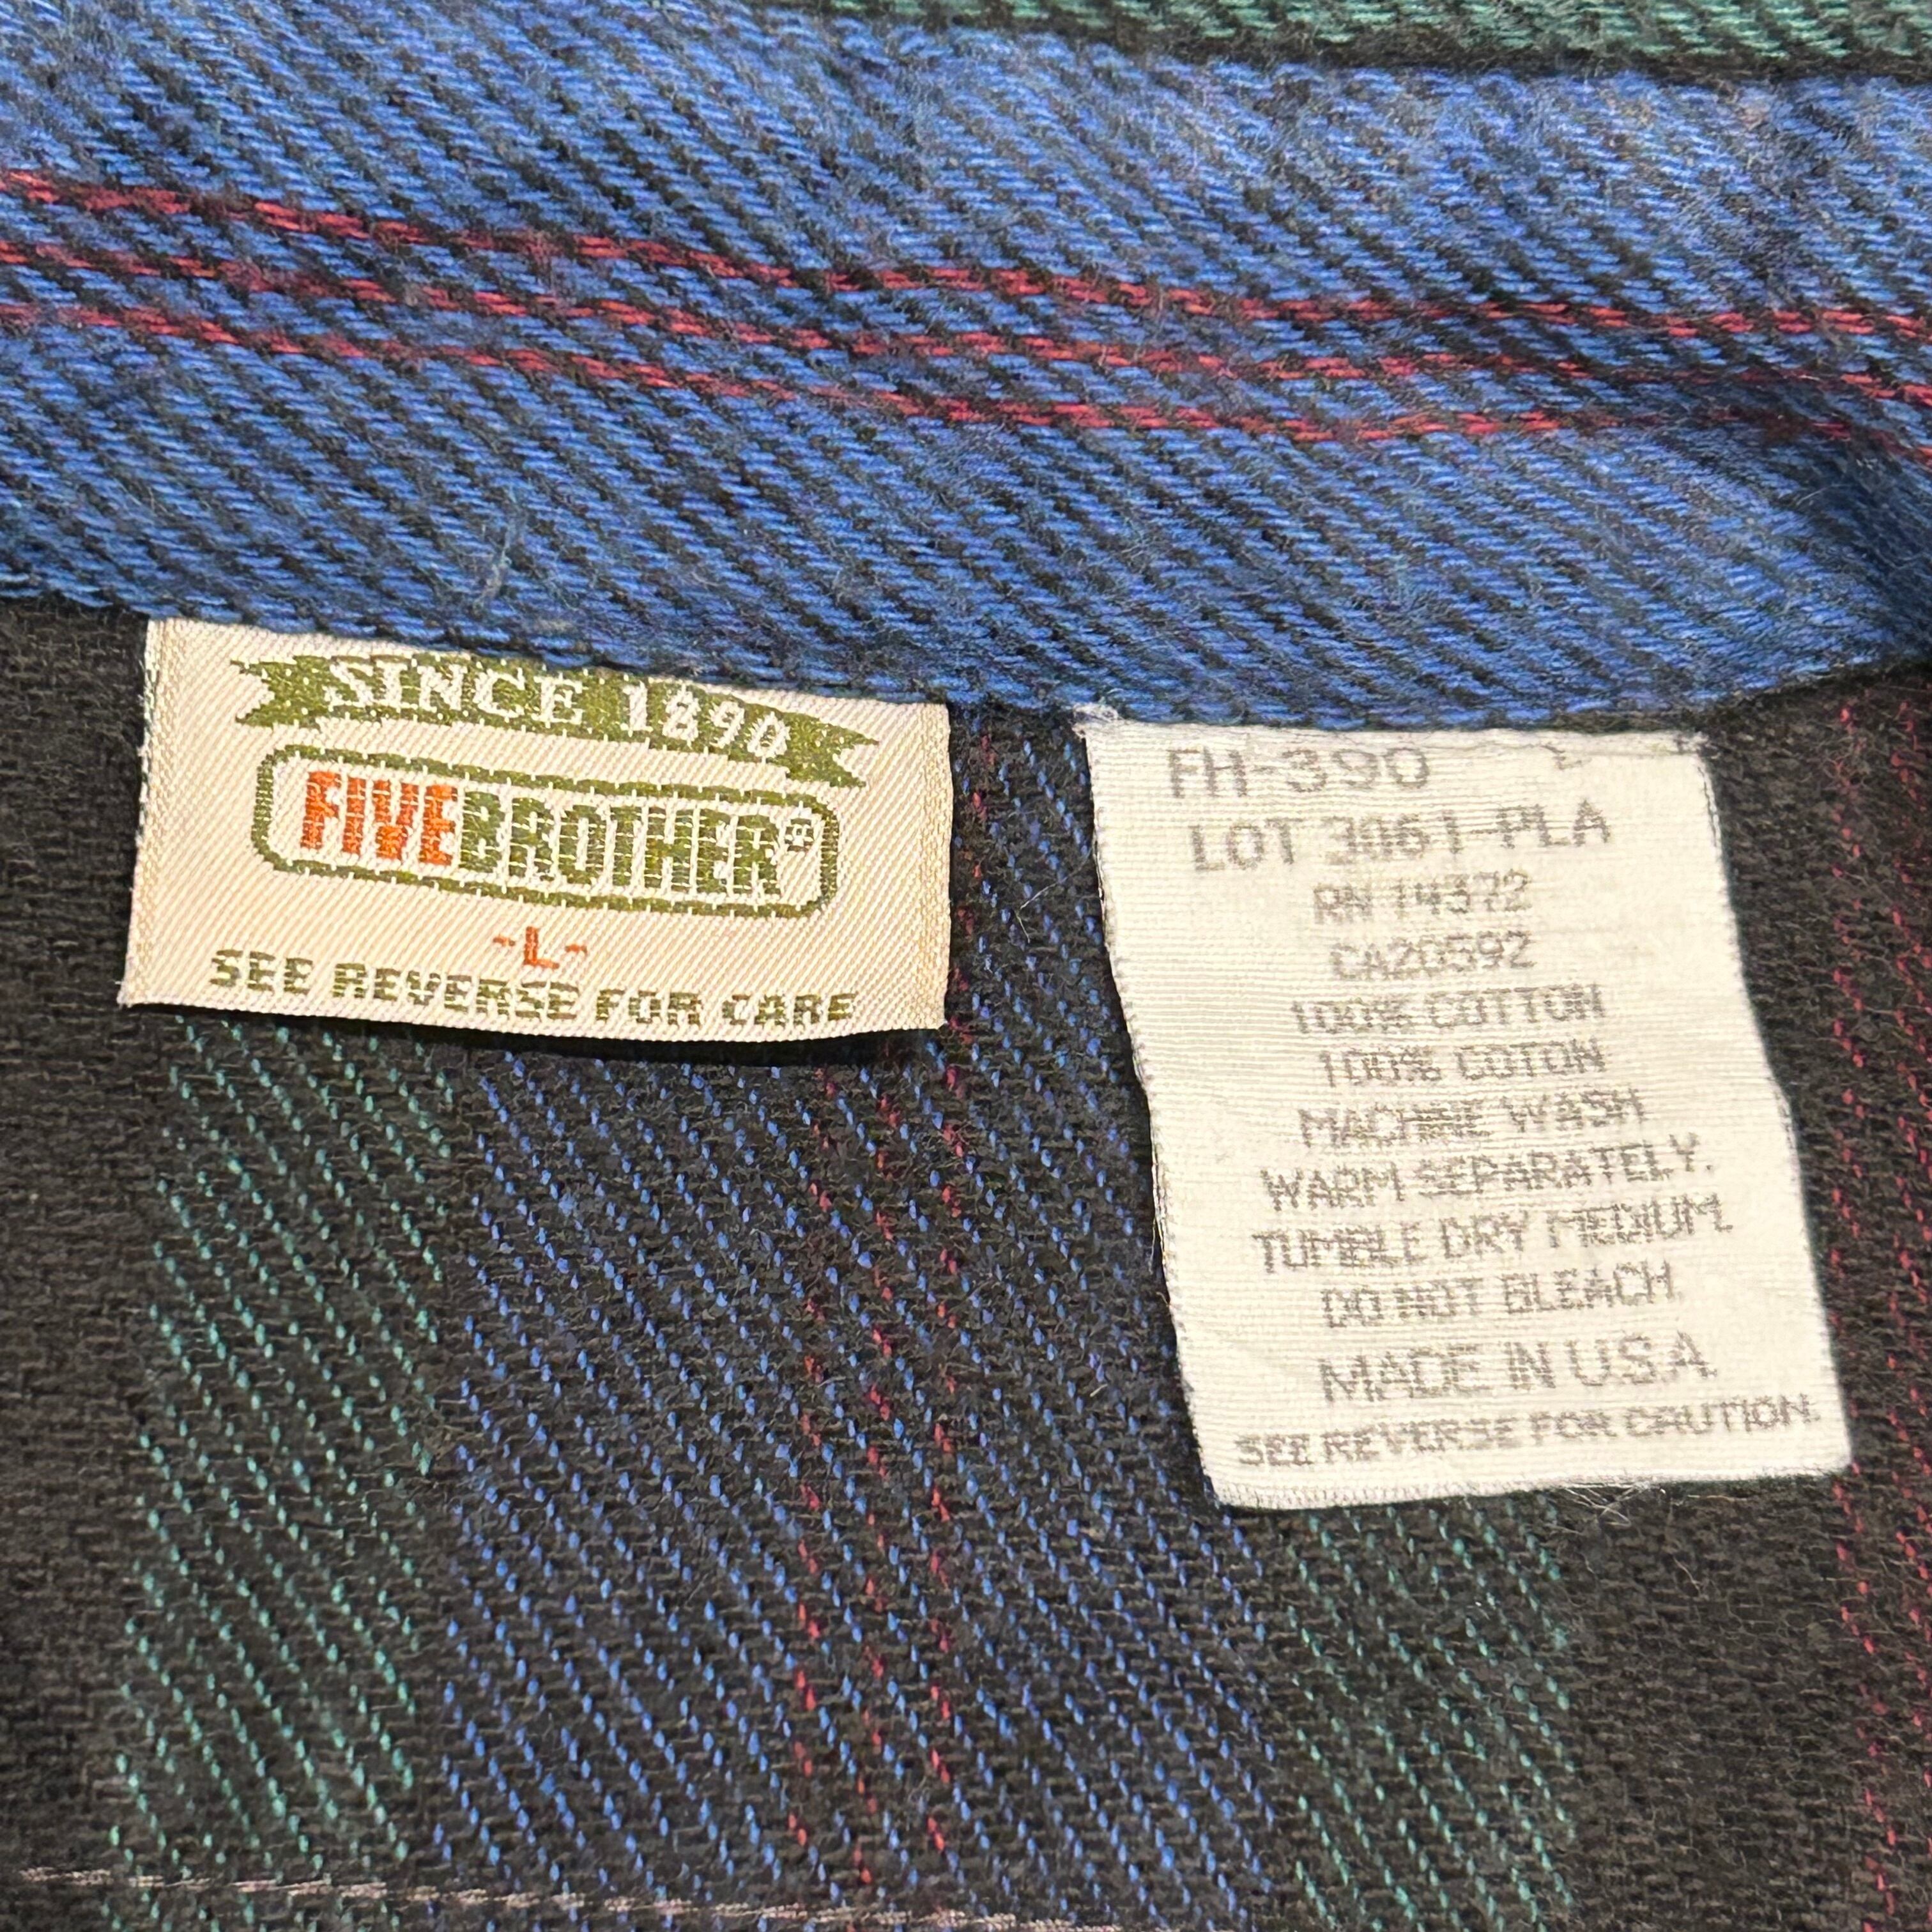 SINCE 1890
FIVEBROTHER®
-L-
SEE REVERSE FOR CARE
FH-390 L
LOT 3061-PLA
RN 14372
CA20592
100% COTTON
100% COTON
MACHINE WASH
WARM SEPARATELY.
TUMBLE DRY MEDIUM.
DO NOT BLEACH.
MADE IN U.S.A.
SEE REVERSE FOR CAUTION.